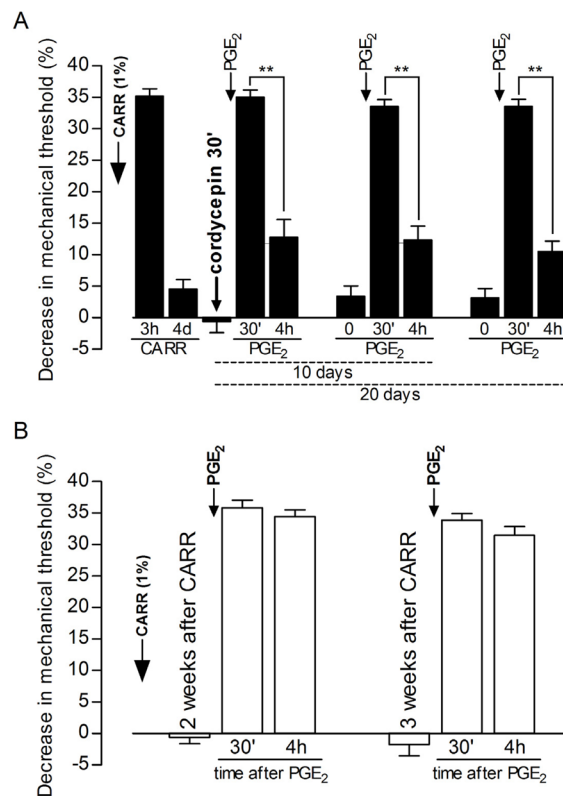 A
Decrease in mechanical threshold (%)
40
35
30
25
20
15
10
5
0
-5
CARR (1%)
cordycepin 30'
PGE₂
**
PGE₂
**
PGE₂
**
3h 4d 30' 4h 0 30' 4h 0 30' 4h
CARR PGE₂ PGE₂ PGE₂
10 days
20 days
B
Decrease in mechanical threshold (%)
40
35
30
25
20
15
10
5
0
-5
CARR (1%)
2 weeks after CARR
PGE₂
3 weeks after CARR
PGE₂
30' 4h 30' 4h
time after PGE₂ time after PGE₂